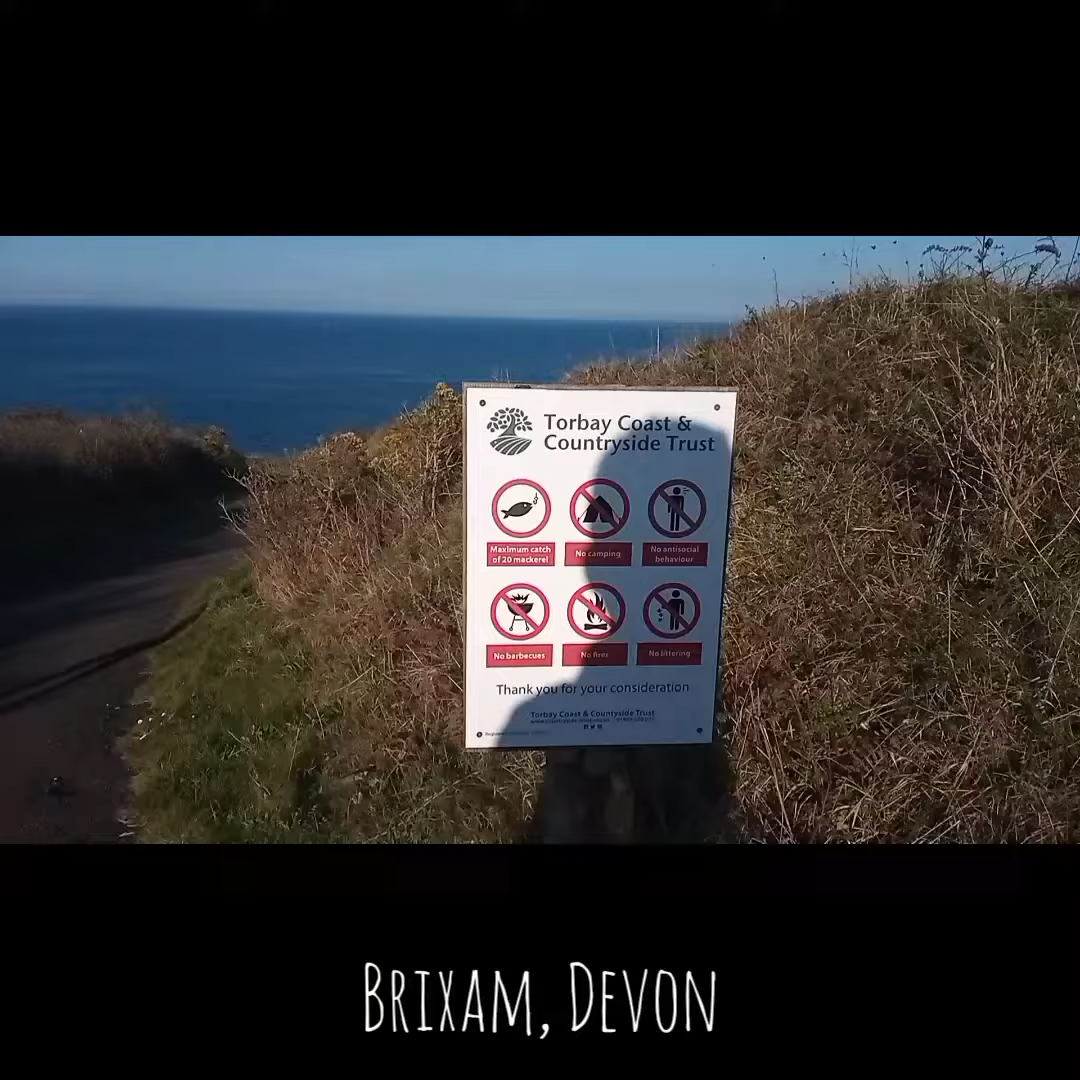 Torbay Coast &
Countryside Trust
Maximum catch
of 20 mackerel
No camping
No antisocial
behaviour
No barbecues
No fires
No littering
Thank you for your consideration
Torbay Coast & Countryside Trust
BRIXAM, DEVON